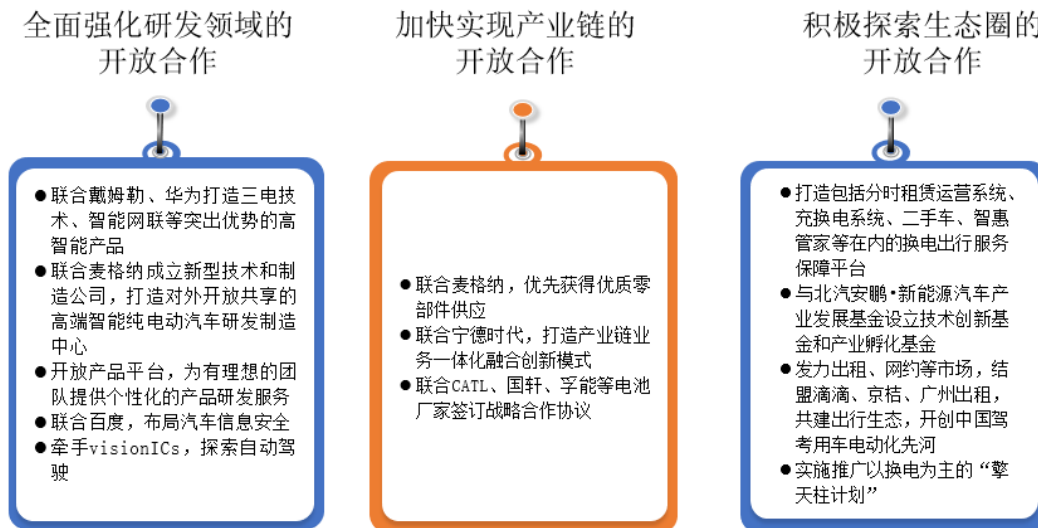 全面强化研发领域的
开放合作
●联合戴姆勒、华为打造三电技
术、智能网联等突出优势的高
智能产品
●联合麦格纳成立新型技术和制
造公司，打造对外开放共享的
高端智能纯电动汽车研发制造
中心
●开放产品平台，为有理想的团
队提供个性化的产品研发服务
●联合百度，布局汽车信息安全
●牵手visionICs，探索自动驾
驶
加快实现产业链的
开放合作
●联合麦格纳，优先获得优质零
部件供应
●联合宁德时代，打造产业链业
务一体化融合创新模式
●联合CATL、国轩、孚能等电池
厂家签订战略合作协议
积极探索生态圈的
开放合作
●打造包括分时租赁运营系统、
充换电系统、二手车、智惠
管家等在内的换电出行服务
保障平台
●与北汽安鹏•新能源汽车产
业发展基金设立技术创新基
金和产业孵化基金
●发力出租、网约等市场，结
盟滴滴、京桔、广州出租，
共建出行生态，开创中国驾
考用车电动化先河
●实施推广以换电为主的“擎
天柱计划”